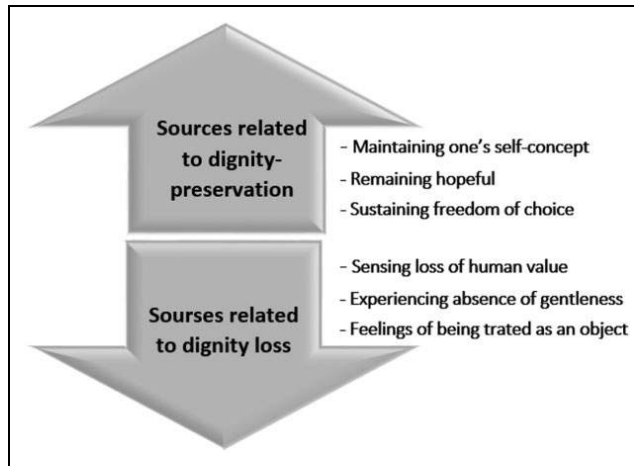 Sources related
to dignity-
preservation
- Maintaining one's self-concept
- Remaining hopeful
- Sustaining freedom of choice
Sourses related
to dignity loss
- Sensing loss of human value
- Experiencing absence of gentleness
- Feelings of being trated as an object